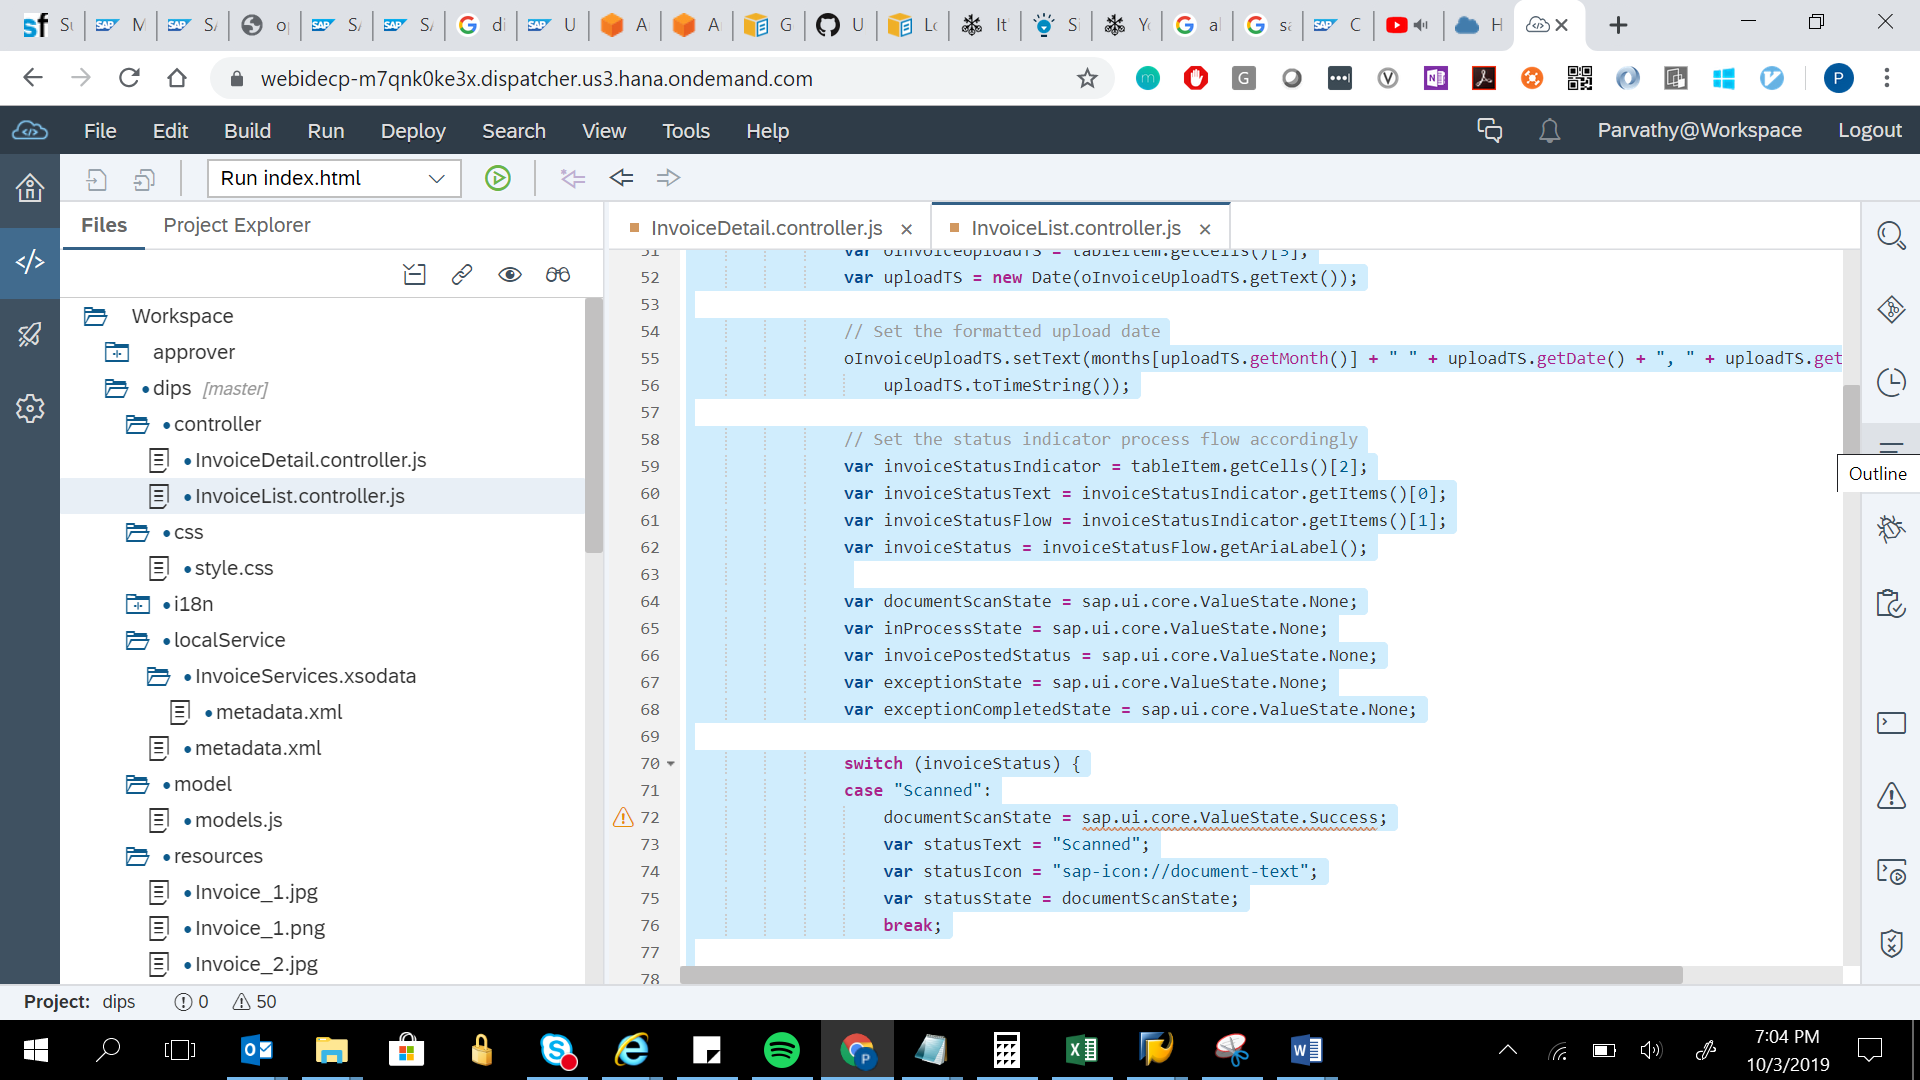 webidecp-m7qnk0ke3x.dispatcher.us3.hana.ondemand.com
File Edit Build Run Deploy Search View Tools Help
Parvathy@Workspace Logout
Run index.html
Files Project Explorer
InvoiceDetail.controller.js × InvoiceList.controller.js ×
Workspace
approver
dips [master]
controller
InvoiceDetail.controller.js
InvoiceList.controller.js
css
style.css
i18n
localService
InvoiceServices.xsodata
metadata.xml
metadata.xml
model
models.js
resources
Invoice_1.jpg
Invoice_1.png
Invoice_2.jpg
51 var oInvoiceUploadTS = tableItem.getCells()[3];
52 var uploadTS = new Date(oInvoiceUploadTS.getText());
53
54 // Set the formatted upload date
55 oInvoiceUploadTS.setText(months[uploadTS.getMonth()] + " " + uploadTS.getDate() + ", " + uploadTS.get
56 uploadTS.toTimeString());
57
58 // Set the status indicator process flow accordingly
59 var invoiceStatusIndicator = tableItem.getCells()[2];
60 var invoiceStatusText = invoiceStatusIndicator.getItems()[0];
61 var invoiceStatusFlow = invoiceStatusIndicator.getItems()[1];
62 var invoiceStatus = invoiceStatusFlow.getAriaLabel();
63
64 var documentScanState = sap.ui.core.ValueState.None;
65 var inProcessState = sap.ui.core.ValueState.None;
66 var invoicePostedStatus = sap.ui.core.ValueState.None;
67 var exceptionState = sap.ui.core.ValueState.None;
68 var exceptionCompletedState = sap.ui.core.ValueState.None;
69
70 switch (invoiceStatus) {
71 case "Scanned":
72 documentScanState = sap.ui.core.ValueState.Success;
73 var statusText = "Scanned";
74 var statusIcon = "sap-icon://document-text";
75 var statusState = documentScanState;
76 break;
77
78
Outline
Project: dips 0 50
7:04 PM
10/3/2019